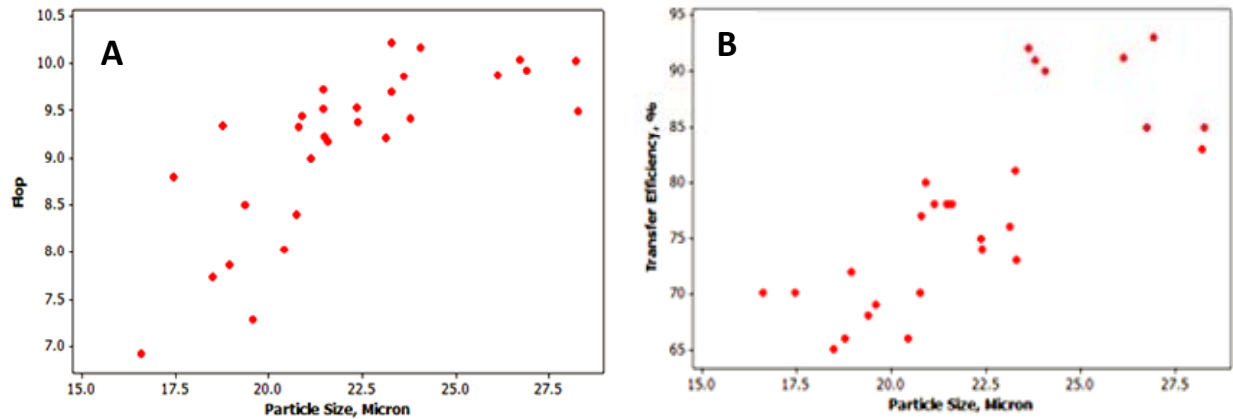 A
10.5
10.0
9.5
9.0
8.5
8.0
7.5
7.0
Flop
15.0 17.5 20.0 22.5 25.0 27.5
Particle Size, Micron
B
95
90
85
80
75
70
65
Transfer Efficiency, %
15.0 17.5 20.0 22.5 25.0 27.5
Particle Size, Micron